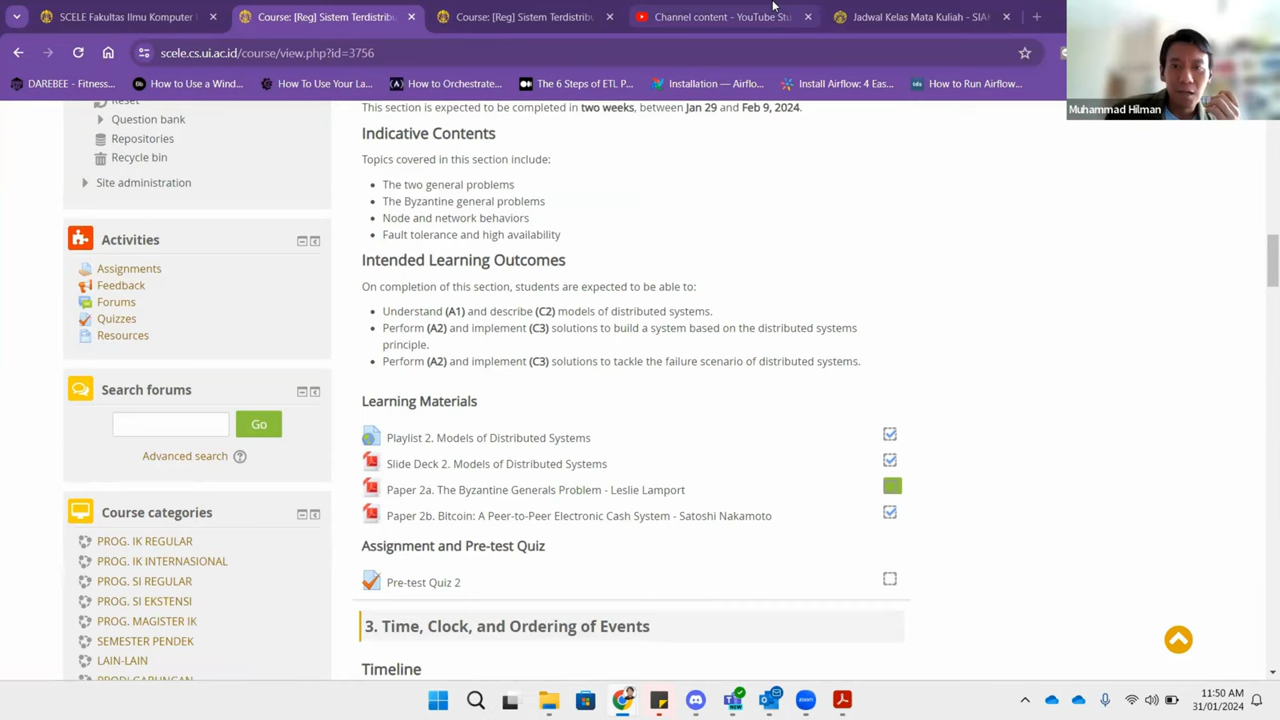 SCELE Fakultas Ilmu Komputer
Course: [Reg] Sistem Terdistribu
Course: [Reg] Sistem Terdistribu
Channel content - YouTube Stu
Jadwal Kelas Mata Kuliah - SIAK
scele.cs.ui.ac.id/course/view.php?id=3756
DAREBEE - Fitness...
How to Use a Wind...
How To Use Your La...
How to Orchestrate...
The 6 Steps of ETL P...
Installation — Airflo...
Install Airflow: 4 Eas...
How to Run Airflow...
Muhammad Hilman
Reset
Question bank
Repositories
Recycle bin
Site administration
Activities
Assignments
Feedback
Forums
Quizzes
Resources
Search forums
Go
Advanced search
Course categories
PROG. IK REGULAR
PROG. IK INTERNASIONAL
PROG. SI REGULAR
PROG. SI EKSTENSI
PROG. MAGISTER IK
SEMESTER PENDEK
LAIN-LAIN
PRODI GABUNGAN
This section is expected to be completed in two weeks, between Jan 29 and Feb 9, 2024.
Indicative Contents
Topics covered in this section include:
The two general problems
The Byzantine general problems
Node and network behaviors
Fault tolerance and high availability
Intended Learning Outcomes
On completion of this section, students are expected to be able to:
Understand (A1) and describe (C2) models of distributed systems.
Perform (A2) and implement (C3) solutions to build a system based on the distributed systems
principle.
Perform (A2) and implement (C3) solutions to tackle the failure scenario of distributed systems.
Learning Materials
Playlist 2. Models of Distributed Systems
Slide Deck 2. Models of Distributed Systems
Paper 2a. The Byzantine Generals Problem - Leslie Lamport
Paper 2b. Bitcoin: A Peer-to-Peer Electronic Cash System - Satoshi Nakamoto
Assignment and Pre-test Quiz
Pre-test Quiz 2
3. Time, Clock, and Ordering of Events
Timeline
11:50 AM
31/01/2024